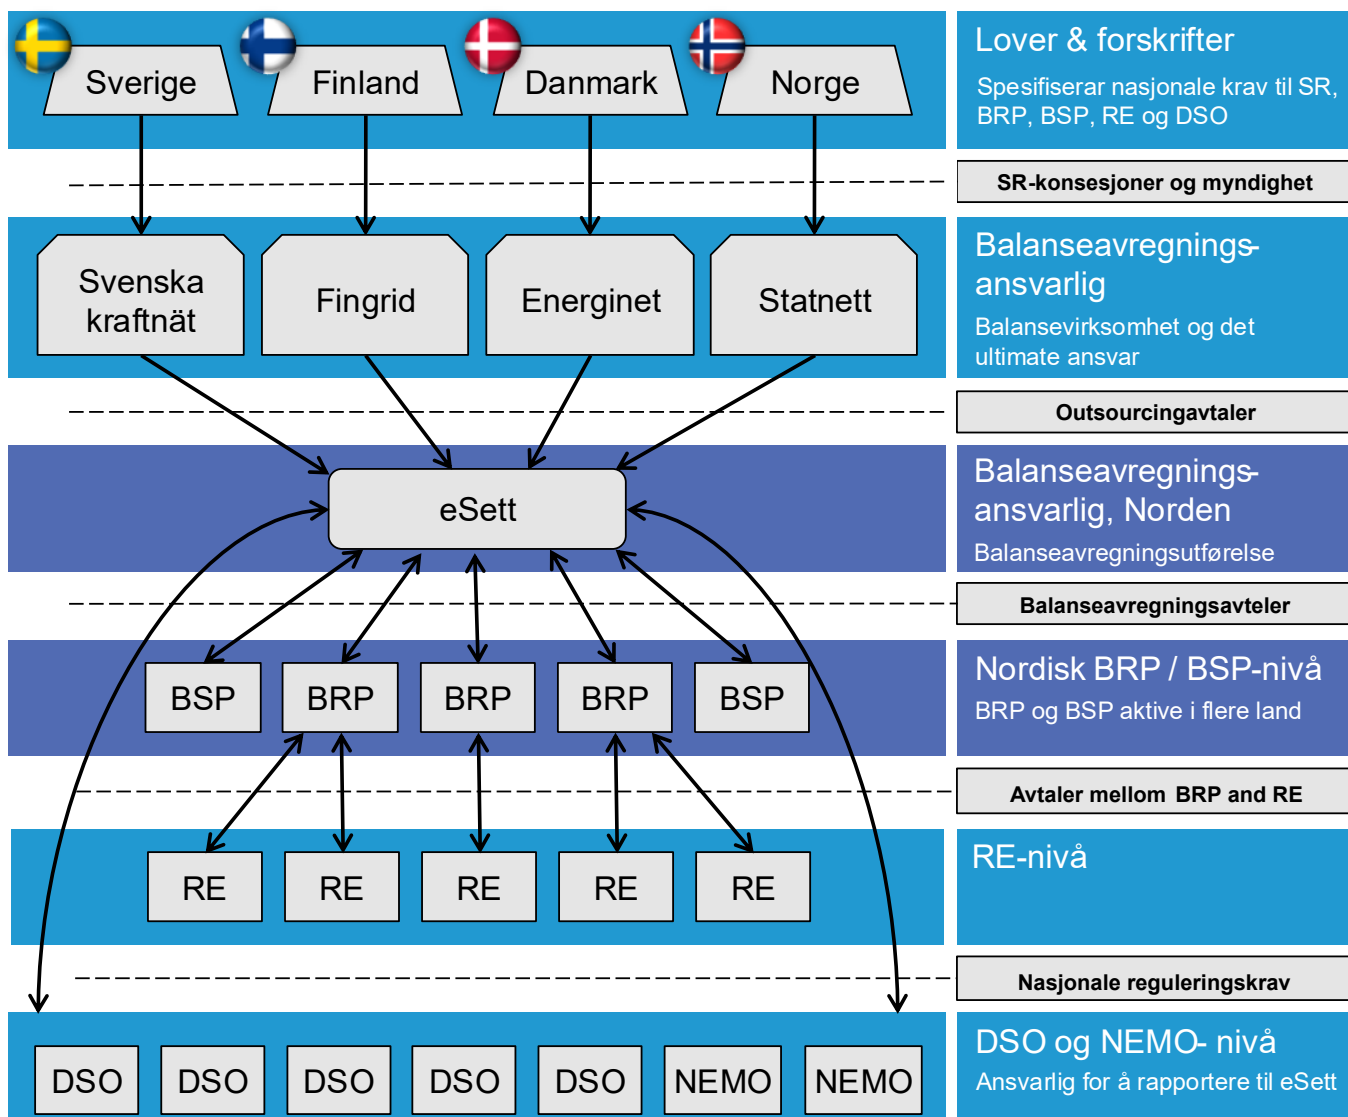 Sverige
Finland
Danmark
Norge
Lover & forskrifter
Spesifiserar nasjonale krav til SR,
BRP, BSP, RE og DSO
SR-konsesjoner og myndighet
Svenska
kraftnät
Fingrid
Energinet
Statnett
Balanseavregnings-
ansvarlig
Balansevirksomhet og det
ultimate ansvar
Outsourcingavtaler
eSett
Balanseavregnings-
ansvarlig, Norden
Balanseavregningsutførelse
Balanseavregningsavteler
BSP
BRP
BRP
BRP
BSP
Nordisk BRP / BSP-nivå
BRP og BSP aktive i flere land
Avtaler mellom BRP and RE
RE
RE
RE
RE
RE
RE-nivå
Nasjonale reguleringskrav
DSO
DSO
DSO
DSO
DSO
NEMO
NEMO
DSO og NEMO- nivå
Ansvarlig for å rapportere til eSett